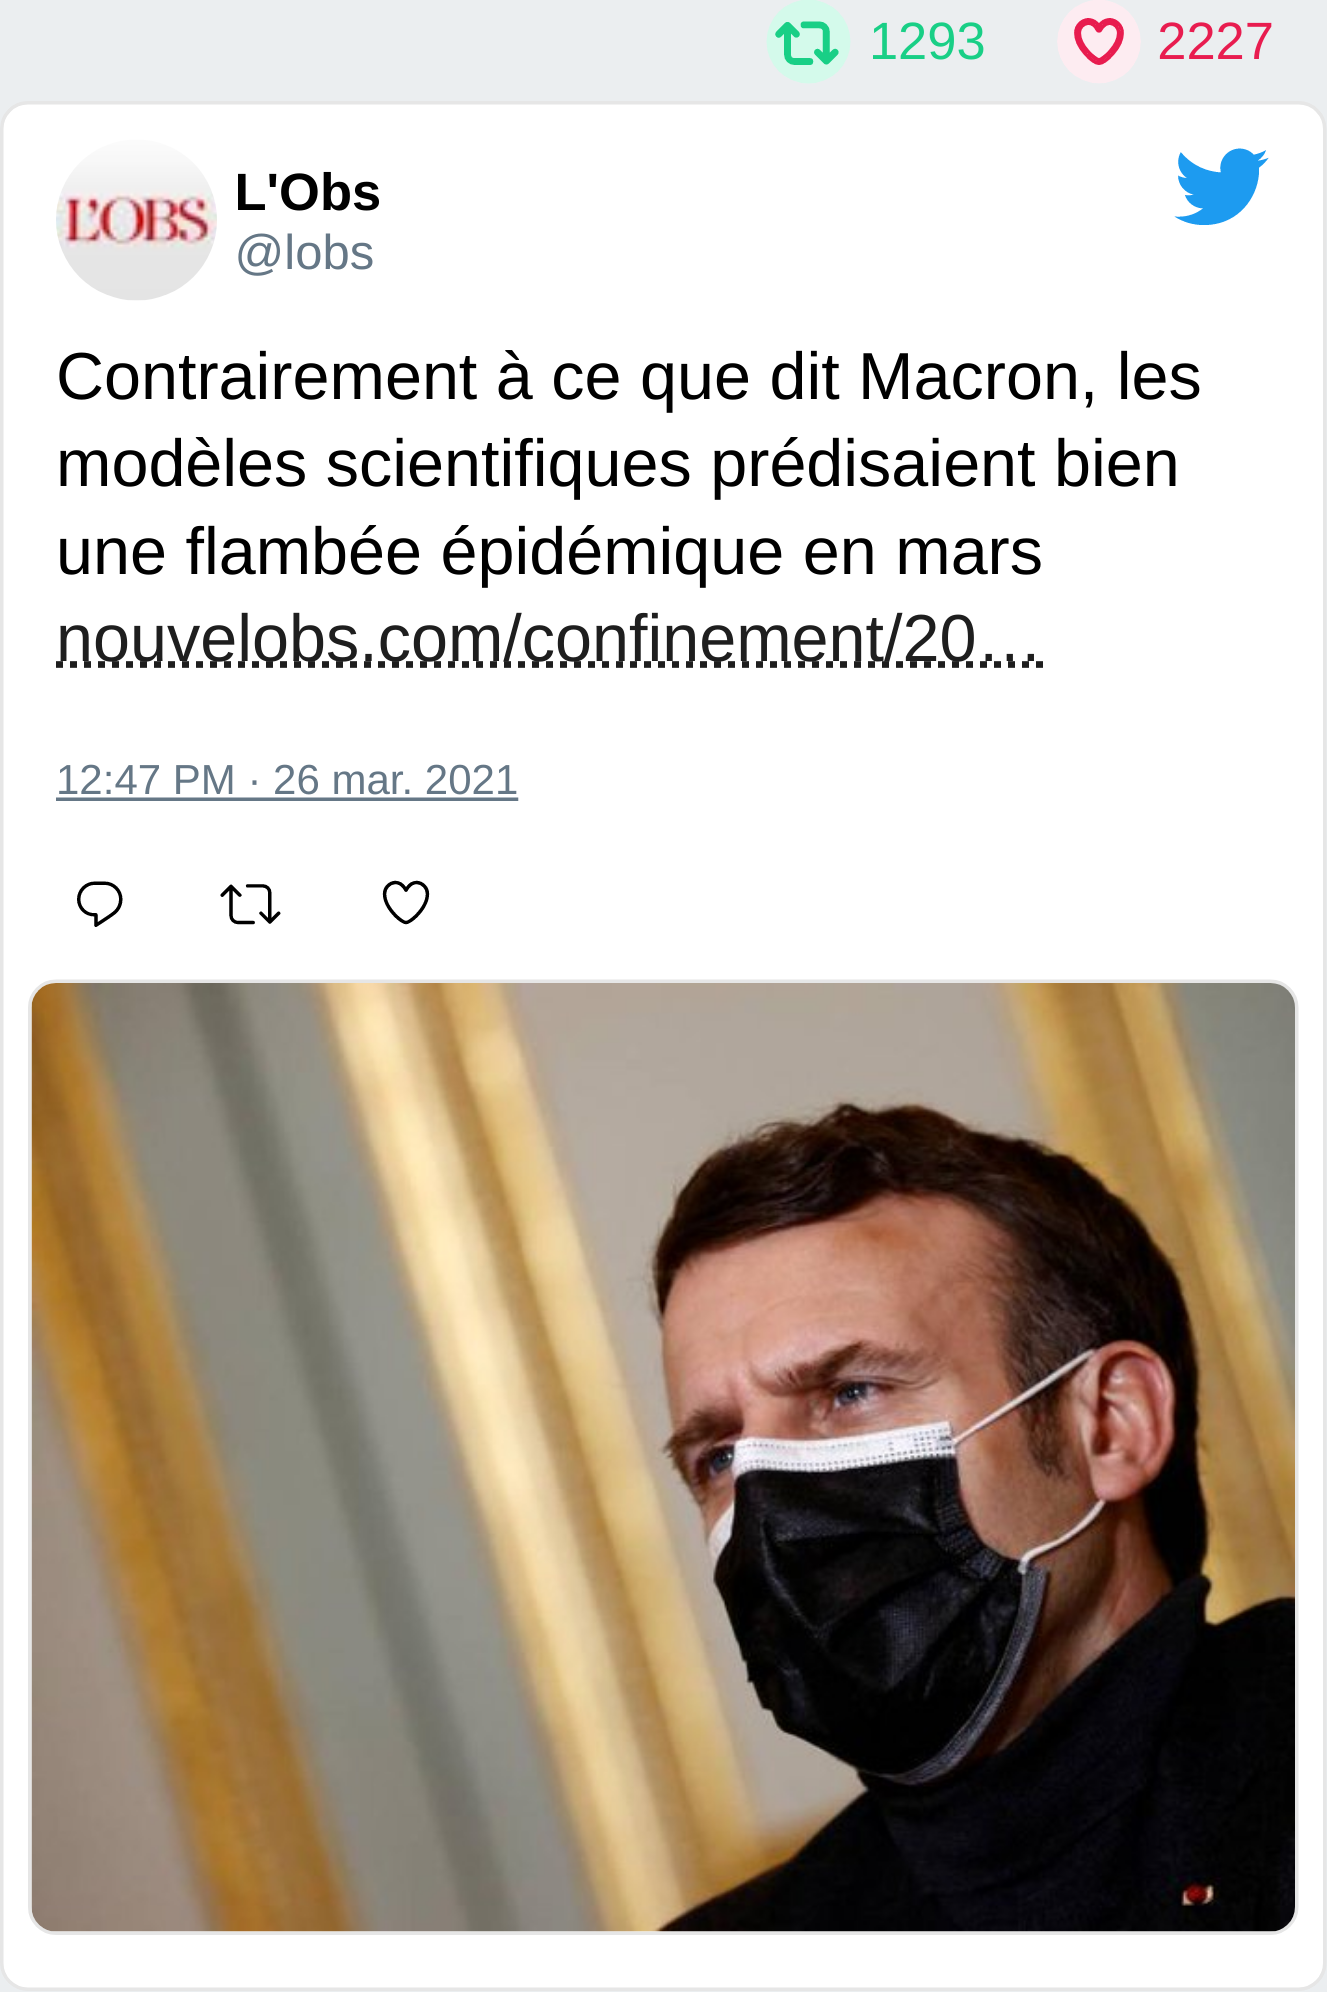 1293 2227
L'OBS
L'Obs
@lobs
Contrairement à ce que dit Macron, les
modèles scientifiques prédisaient bien
une flambée épidémique en mars
nouvelobs.com/confinement/20…
12:47 PM · 26 mar. 2021